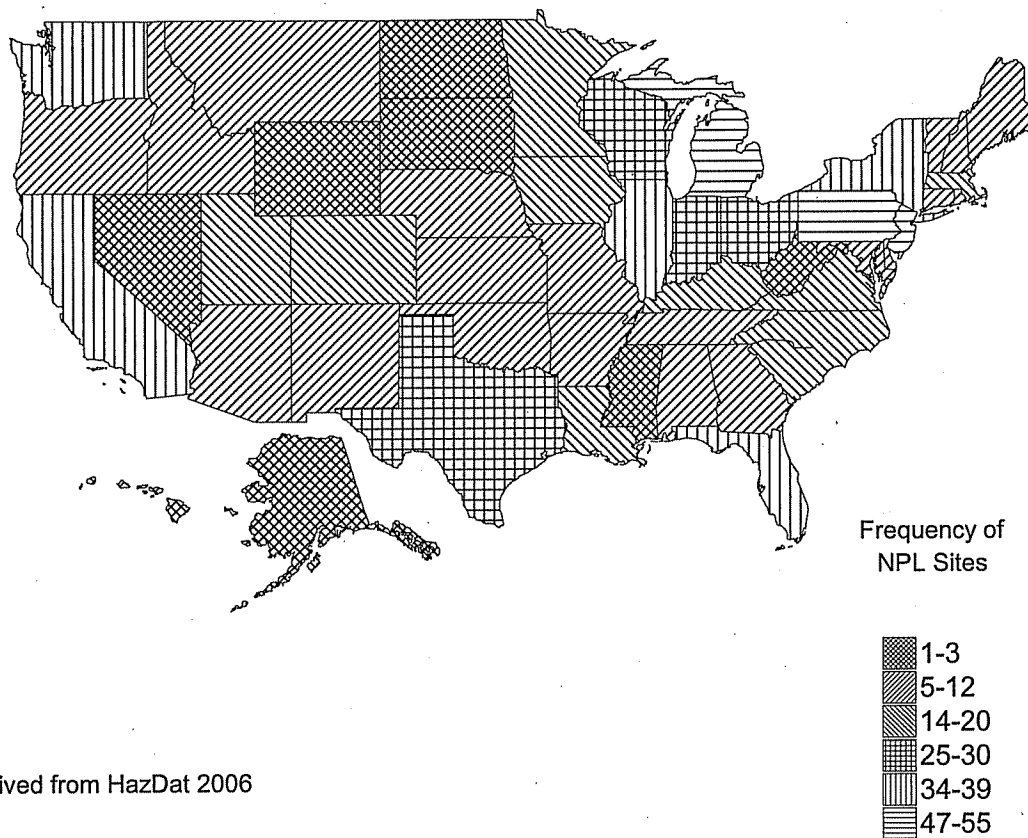 Frequency of
NPL Sites
1-3
5-12
14-20
25-30
34-39
47-55
ived from HazDat 2006